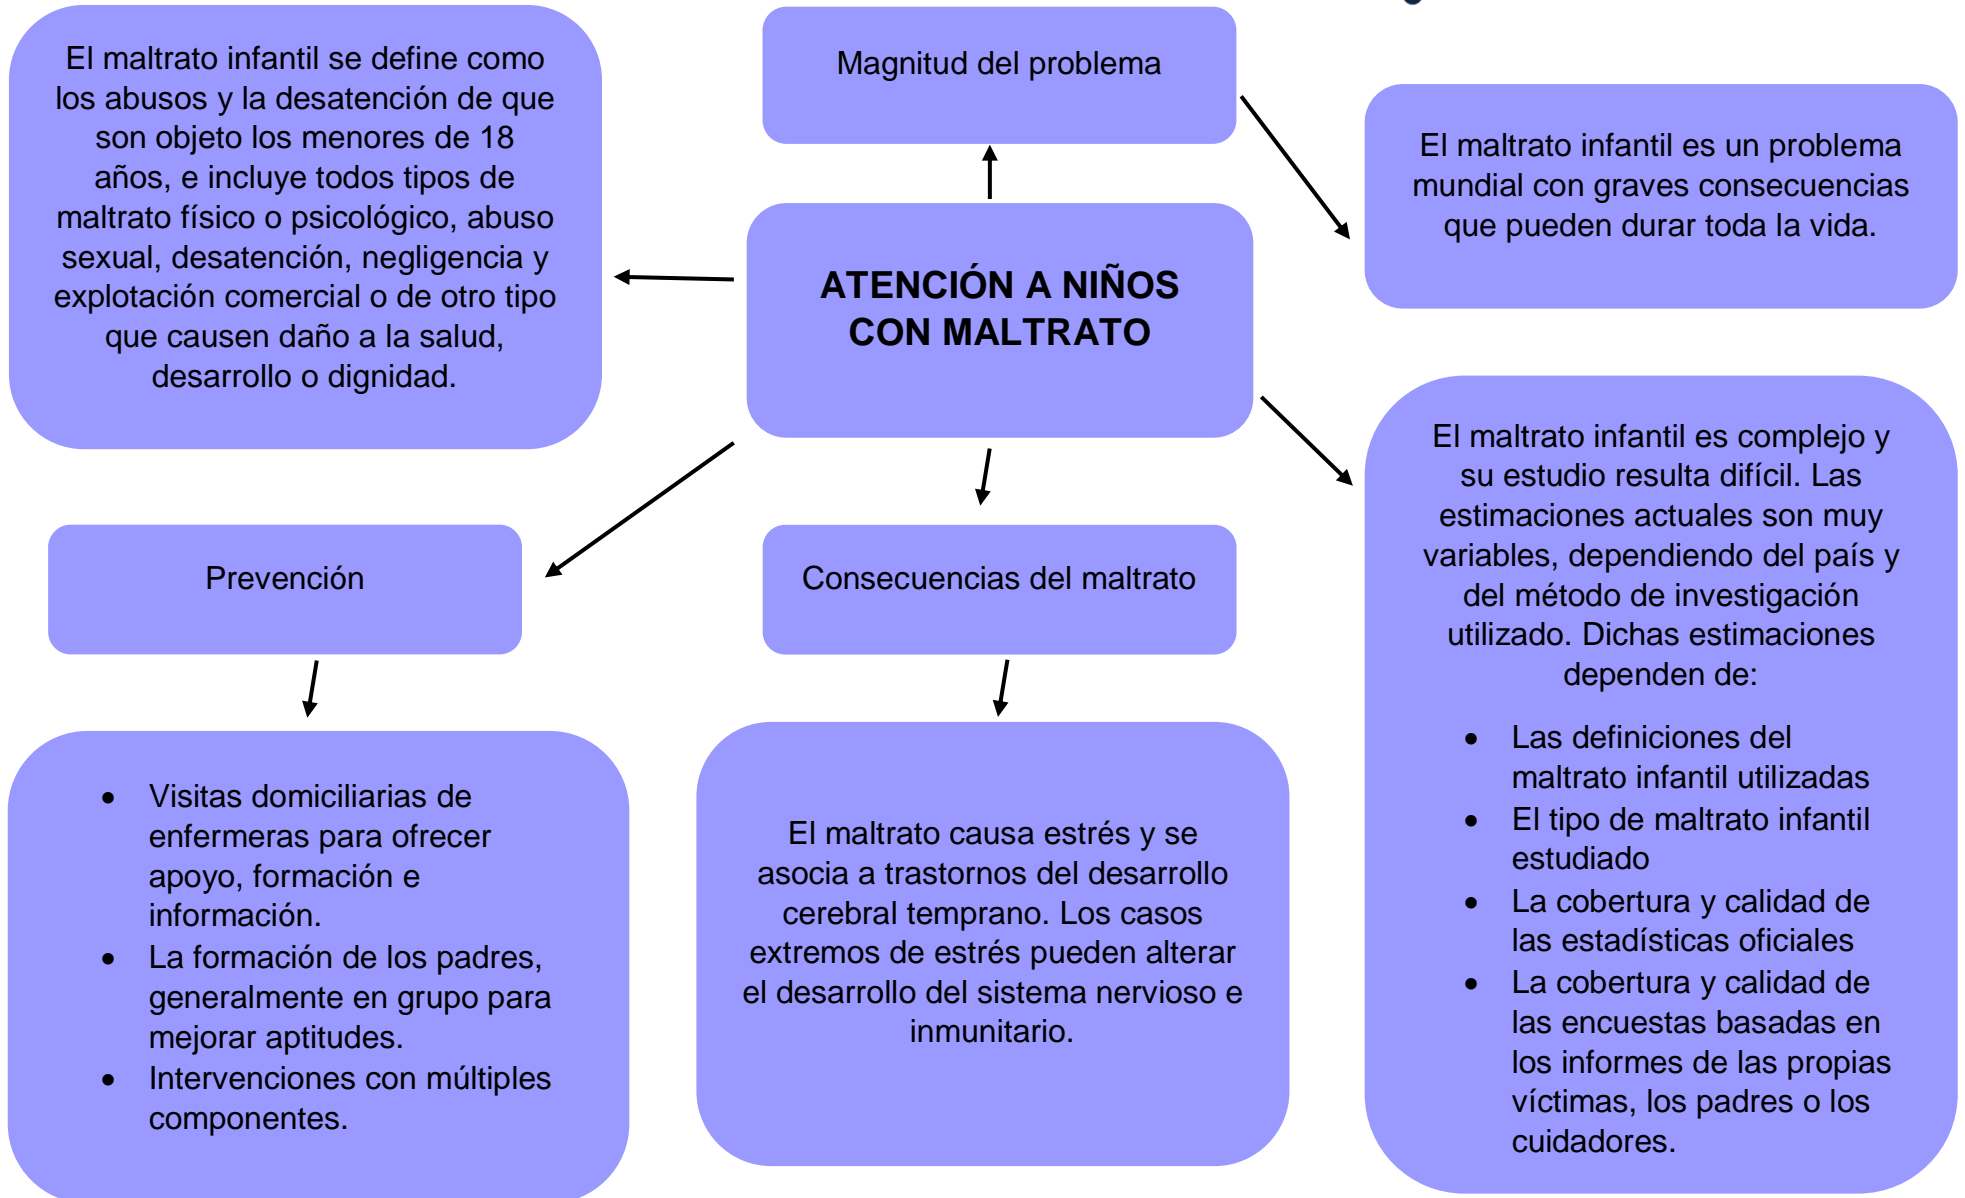 El maltrato infantil se define como
los abusos y la desatención de que
son objeto los menores de 18
años, e incluye todos tipos de
maltrato físico o psicológico, abuso
sexual, desatención, negligencia y
explotación comercial o de otro tipo
que causen daño a la salud,
desarrollo o dignidad.
Magnitud del problema
El maltrato infantil es un problema
mundial con graves consecuencias
que pueden durar toda la vida.
ATENCIÓN A NIÑOS
CON MALTRATO
El maltrato infantil es complejo y
su estudio resulta difícil. Las
estimaciones actuales son muy
variables, dependiendo del país y
del método de investigación
utilizado. Dichas estimaciones
dependen de:
• Las definiciones del
maltrato infantil utilizadas
• El tipo de maltrato infantil
estudiado
• La cobertura y calidad de
las estadísticas oficiales
• La cobertura y calidad de
las encuestas basadas en
los informes de las propias
víctimas, los padres o los
cuidadores.
Prevención
Consecuencias del maltrato
• Visitas domiciliarias de
enfermeras para ofrecer
apoyo, formación e
información.
• La formación de los padres,
generalmente en grupo para
mejorar aptitudes.
• Intervenciones con múltiples
componentes.
El maltrato causa estrés y se
asocia a trastornos del desarrollo
cerebral temprano. Los casos
extremos de estrés pueden alterar
el desarrollo del sistema nervioso e
inmunitario.